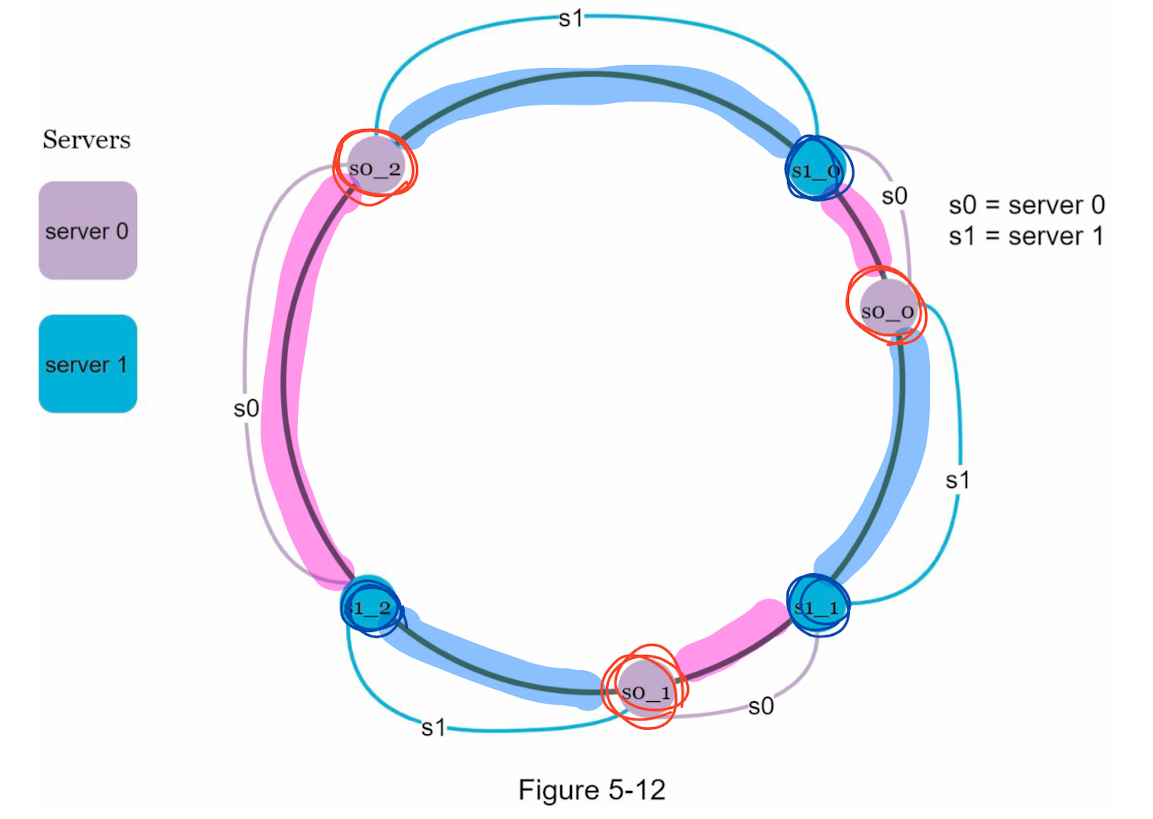 s1
Servers
s0_2
s1_0
s0
s0 = server 0
s1 = server 1
server 0
s0_0
server 1
s0
s1
s1_2
s1_1
s0_1
s0
s1
Figure 5-12